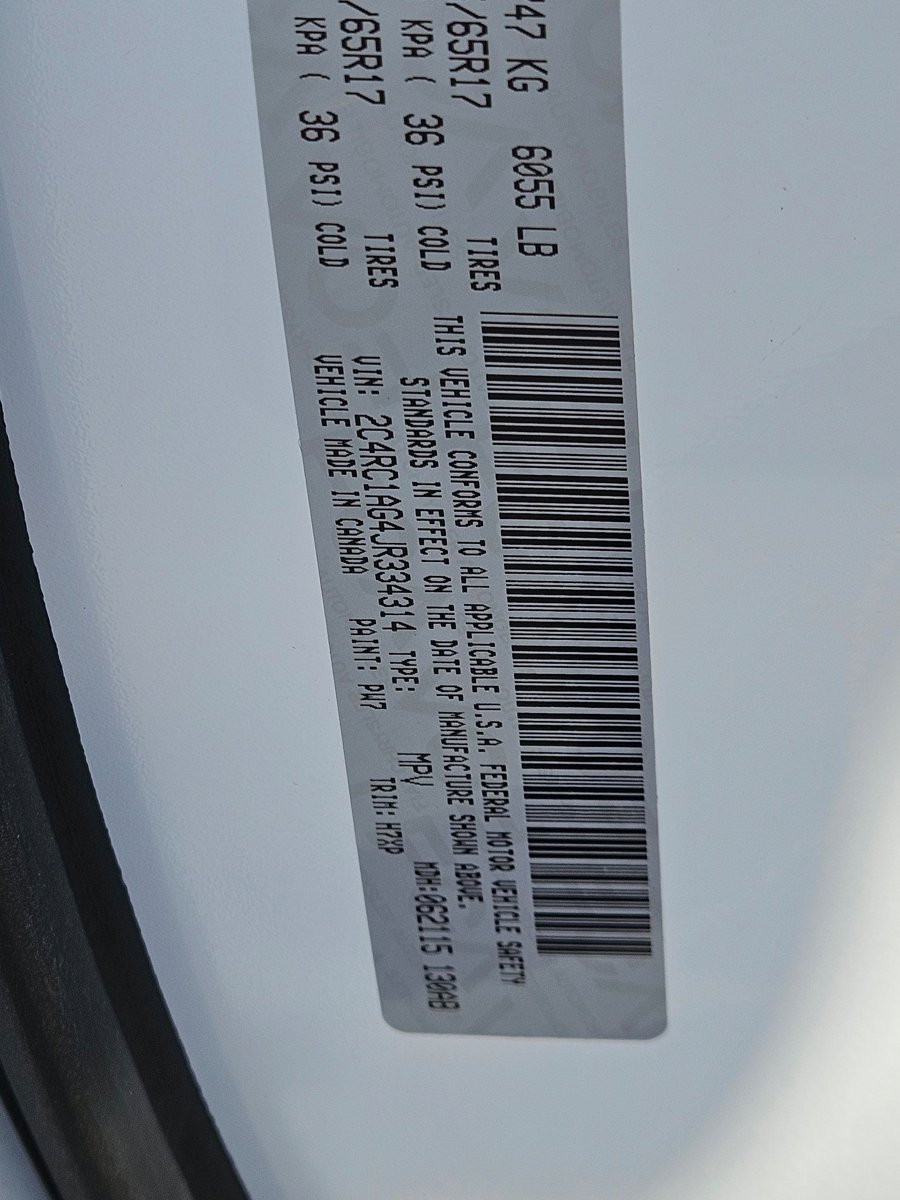 747 KG 6055 LB
/65R17 TIRES
KPA ( 36 PSI) COLD
/65R17 TIRES
KPA ( 36 PSI) COLD
THIS VEHICLE CONFORMS TO ALL APPLICABLE U.S.A. FEDERAL MOTOR VEHICLE SAFETY
STANDARDS IN EFFECT ON THE DATE OF MANUFACTURE SHOWN ABOVE.
VIN: 2C4RC1AG4JR334314 TYPE: MPV MDH:062115 130AB
VEHICLE MADE IN CANADA PAINT: PW7 TRIM: H7XP